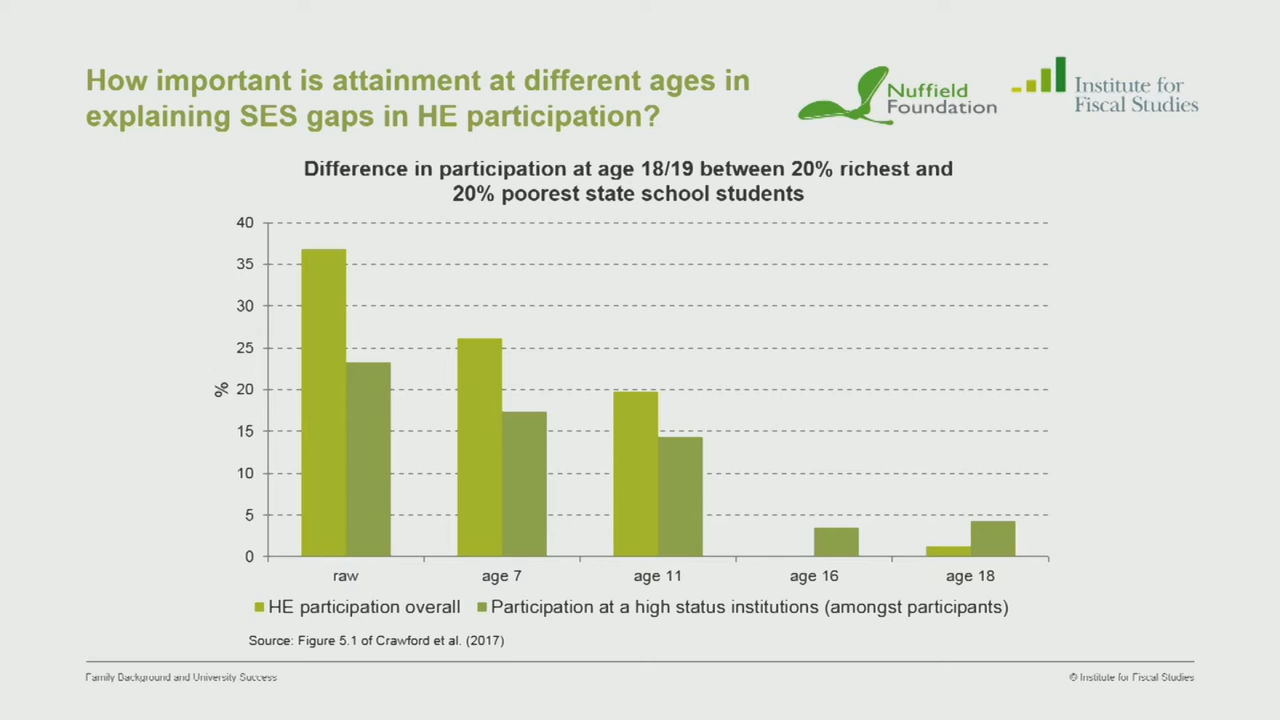 How important is attainment at different ages in
explaining SES gaps in HE participation?
Nuffield
Foundation
Institute for
Fiscal Studies
Difference in participation at age 18/19 between 20% richest and
20% poorest state school students
40
35
30
25
20
15
10
5
0
%
raw age 7 age 11 age 16 age 18
HE participation overall Participation at a high status institutions (amongst participants)
Source: Figure 5.1 of Crawford et al. (2017)
Family Background and University Success © Institute for Fiscal Studies